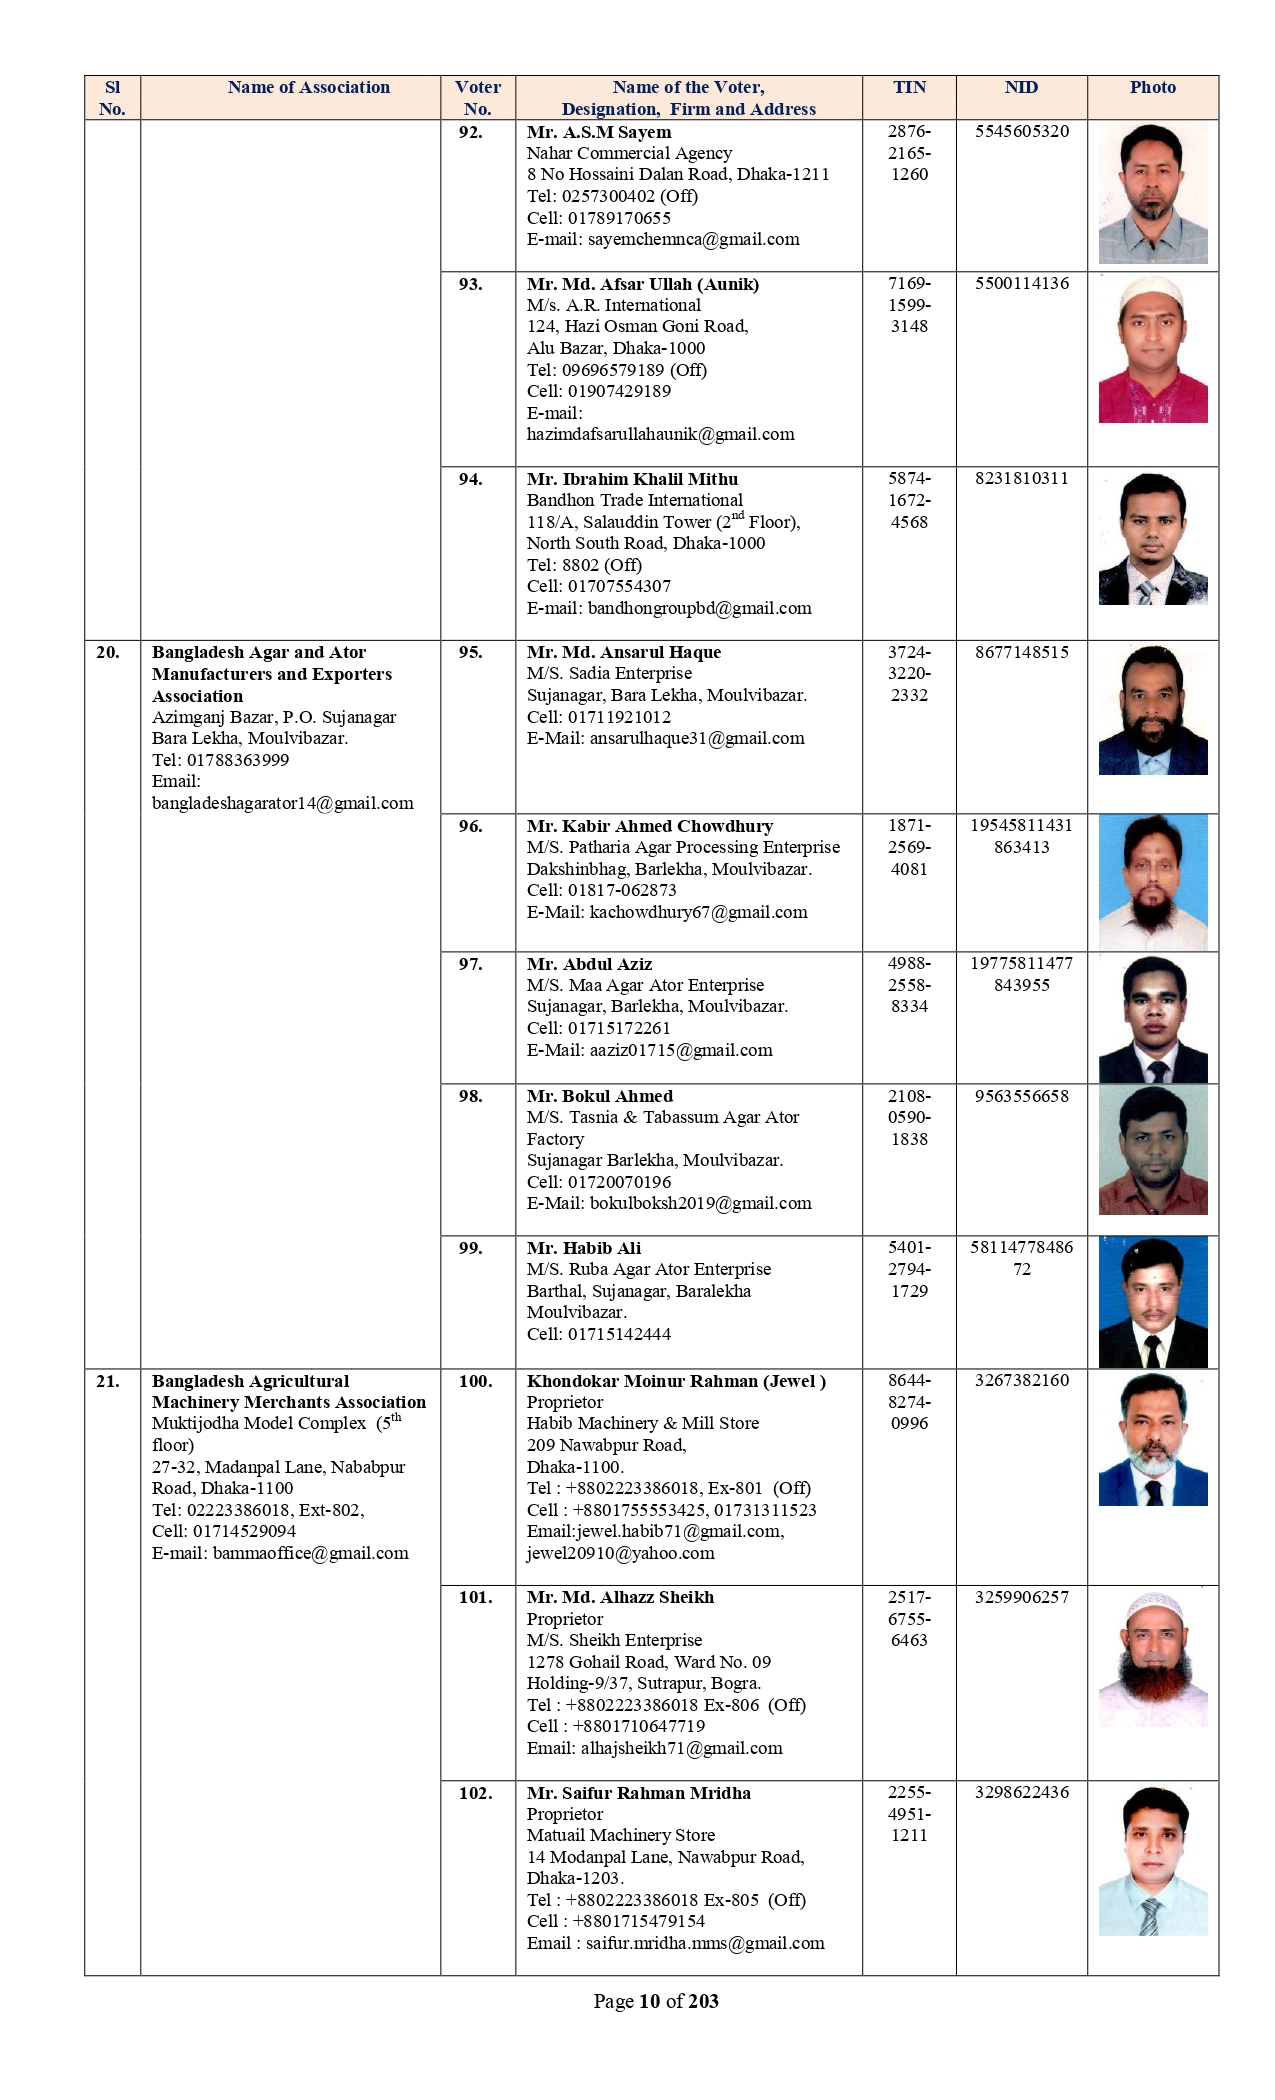 Sl No.
Name of Association
Voter No.
Name of the Voter,
Designation, Firm and Address
TIN
NID
Photo
92.
Mr. A.S.M Sayem
Nahar Commercial Agency
8 No Hossaini Dalan Road, Dhaka-1211
Tel: 0257300402 (Off)
Cell: 01789170655
E-mail: sayemchemnca@gmail.com
2876-
2165-
1260
5545605320
93.
Mr. Md. Afsar Ullah (Aunik)
M/s. A.R. International
124, Hazi Osman Goni Road,
Alu Bazar, Dhaka-1000
Tel: 09696579189 (Off)
Cell: 01907429189
E-mail:
hazimdafsarullahaunik@gmail.com
7169-
1599-
3148
5500114136
94.
Mr. Ibrahim Khalil Mithu
Bandhon Trade International
118/A, Salauddin Tower (2nd Floor),
North South Road, Dhaka-1000
Tel: 8802 (Off)
Cell: 01707554307
E-mail: bandhongroupbd@gmail.com
5874-
1672-
4568
8231810311
20.
Bangladesh Agar and Ator
Manufacturers and Exporters
Association
Azimganj Bazar, P.O. Sujanagar
Bara Lekha, Moulvibazar.
Tel: 01788363999
Email:
bangladeshagarator14@gmail.com
95.
Mr. Md. Ansarul Haque
M/S. Sadia Enterprise
Sujanagar, Bara Lekha, Moulvibazar.
Cell: 01711921012
E-Mail: ansarulhaque31@gmail.com
3724-
3220-
2332
8677148515
96.
Mr. Kabir Ahmed Chowdhury
M/S. Patharia Agar Processing Enterprise
Dakshinbhag, Barlekha, Moulvibazar.
Cell: 01817-062873
E-Mail: kachowdhury67@gmail.com
1871-
2569-
4081
19545811431
863413
97.
Mr. Abdul Aziz
M/S. Maa Agar Ator Enterprise
Sujanagar, Barlekha, Moulvibazar.
Cell: 01715172261
E-Mail: aaziz01715@gmail.com
4988-
2558-
8334
19775811477
843955
98.
Mr. Bokul Ahmed
M/S. Tasnia & Tabassum Agar Ator
Factory
Sujanagar Barlekha, Moulvibazar.
Cell: 01720070196
E-Mail: bokulboksh2019@gmail.com
2108-
0590-
1838
9563556658
99.
Mr. Habib Ali
M/S. Ruba Agar Ator Enterprise
Barthal, Sujanagar, Baralekha
Moulvibazar.
Cell: 01715142444
5401-
2794-
1729
58114778486
72
21.
Bangladesh Agricultural
Machinery Merchants Association
Muktijodha Model Complex (5th
floor)
27-32, Madanpal Lane, Nababpur
Road, Dhaka-1100
Tel: 02223386018, Ext-802,
Cell: 01714529094
E-mail: bammaoffice@gmail.com
100.
Khondokar Moinur Rahman (Jewel )
Proprietor
Habib Machinery & Mill Store
209 Nawabpur Road,
Dhaka-1100.
Tel : +8802223386018, Ex-801 (Off)
Cell : +8801755553425, 01731311523
Email:jewel.habib71@gmail.com,
jewel20910@yahoo.com
8644-
8274-
0996
3267382160
101.
Mr. Md. Alhazz Sheikh
Proprietor
M/S. Sheikh Enterprise
1278 Gohail Road, Ward No. 09
Holding-9/37, Sutrapur, Bogra.
Tel : +8802223386018 Ex-806 (Off)
Cell : +8801710647719
Email: alhajsheikh71@gmail.com
2517-
6755-
6463
3259906257
102.
Mr. Saifur Rahman Mridha
Proprietor
Matuail Machinery Store
14 Modanpal Lane, Nawabpur Road,
Dhaka-1203.
Tel : +8802223386018 Ex-805 (Off)
Cell : +8801715479154
Email : saifur.mridha.mms@gmail.com
2255-
4951-
1211
3298622436
Page 10 of 203